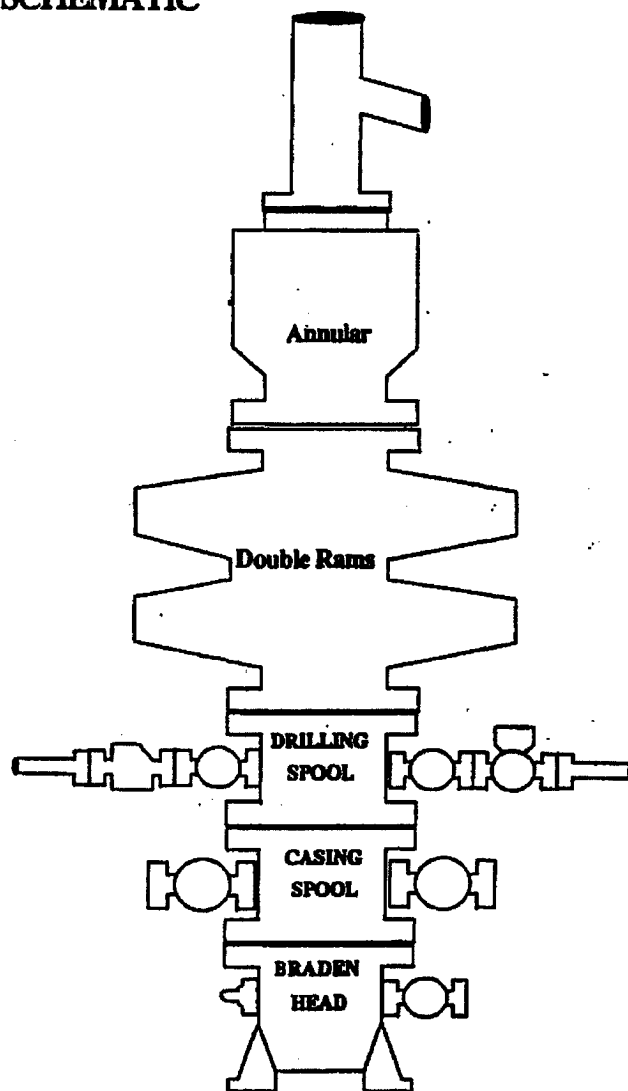 SCHEMATIC
Annular
Double Rams
DRILLING
SPOOL
CASING
SPOOL
BRADEN
HEAD